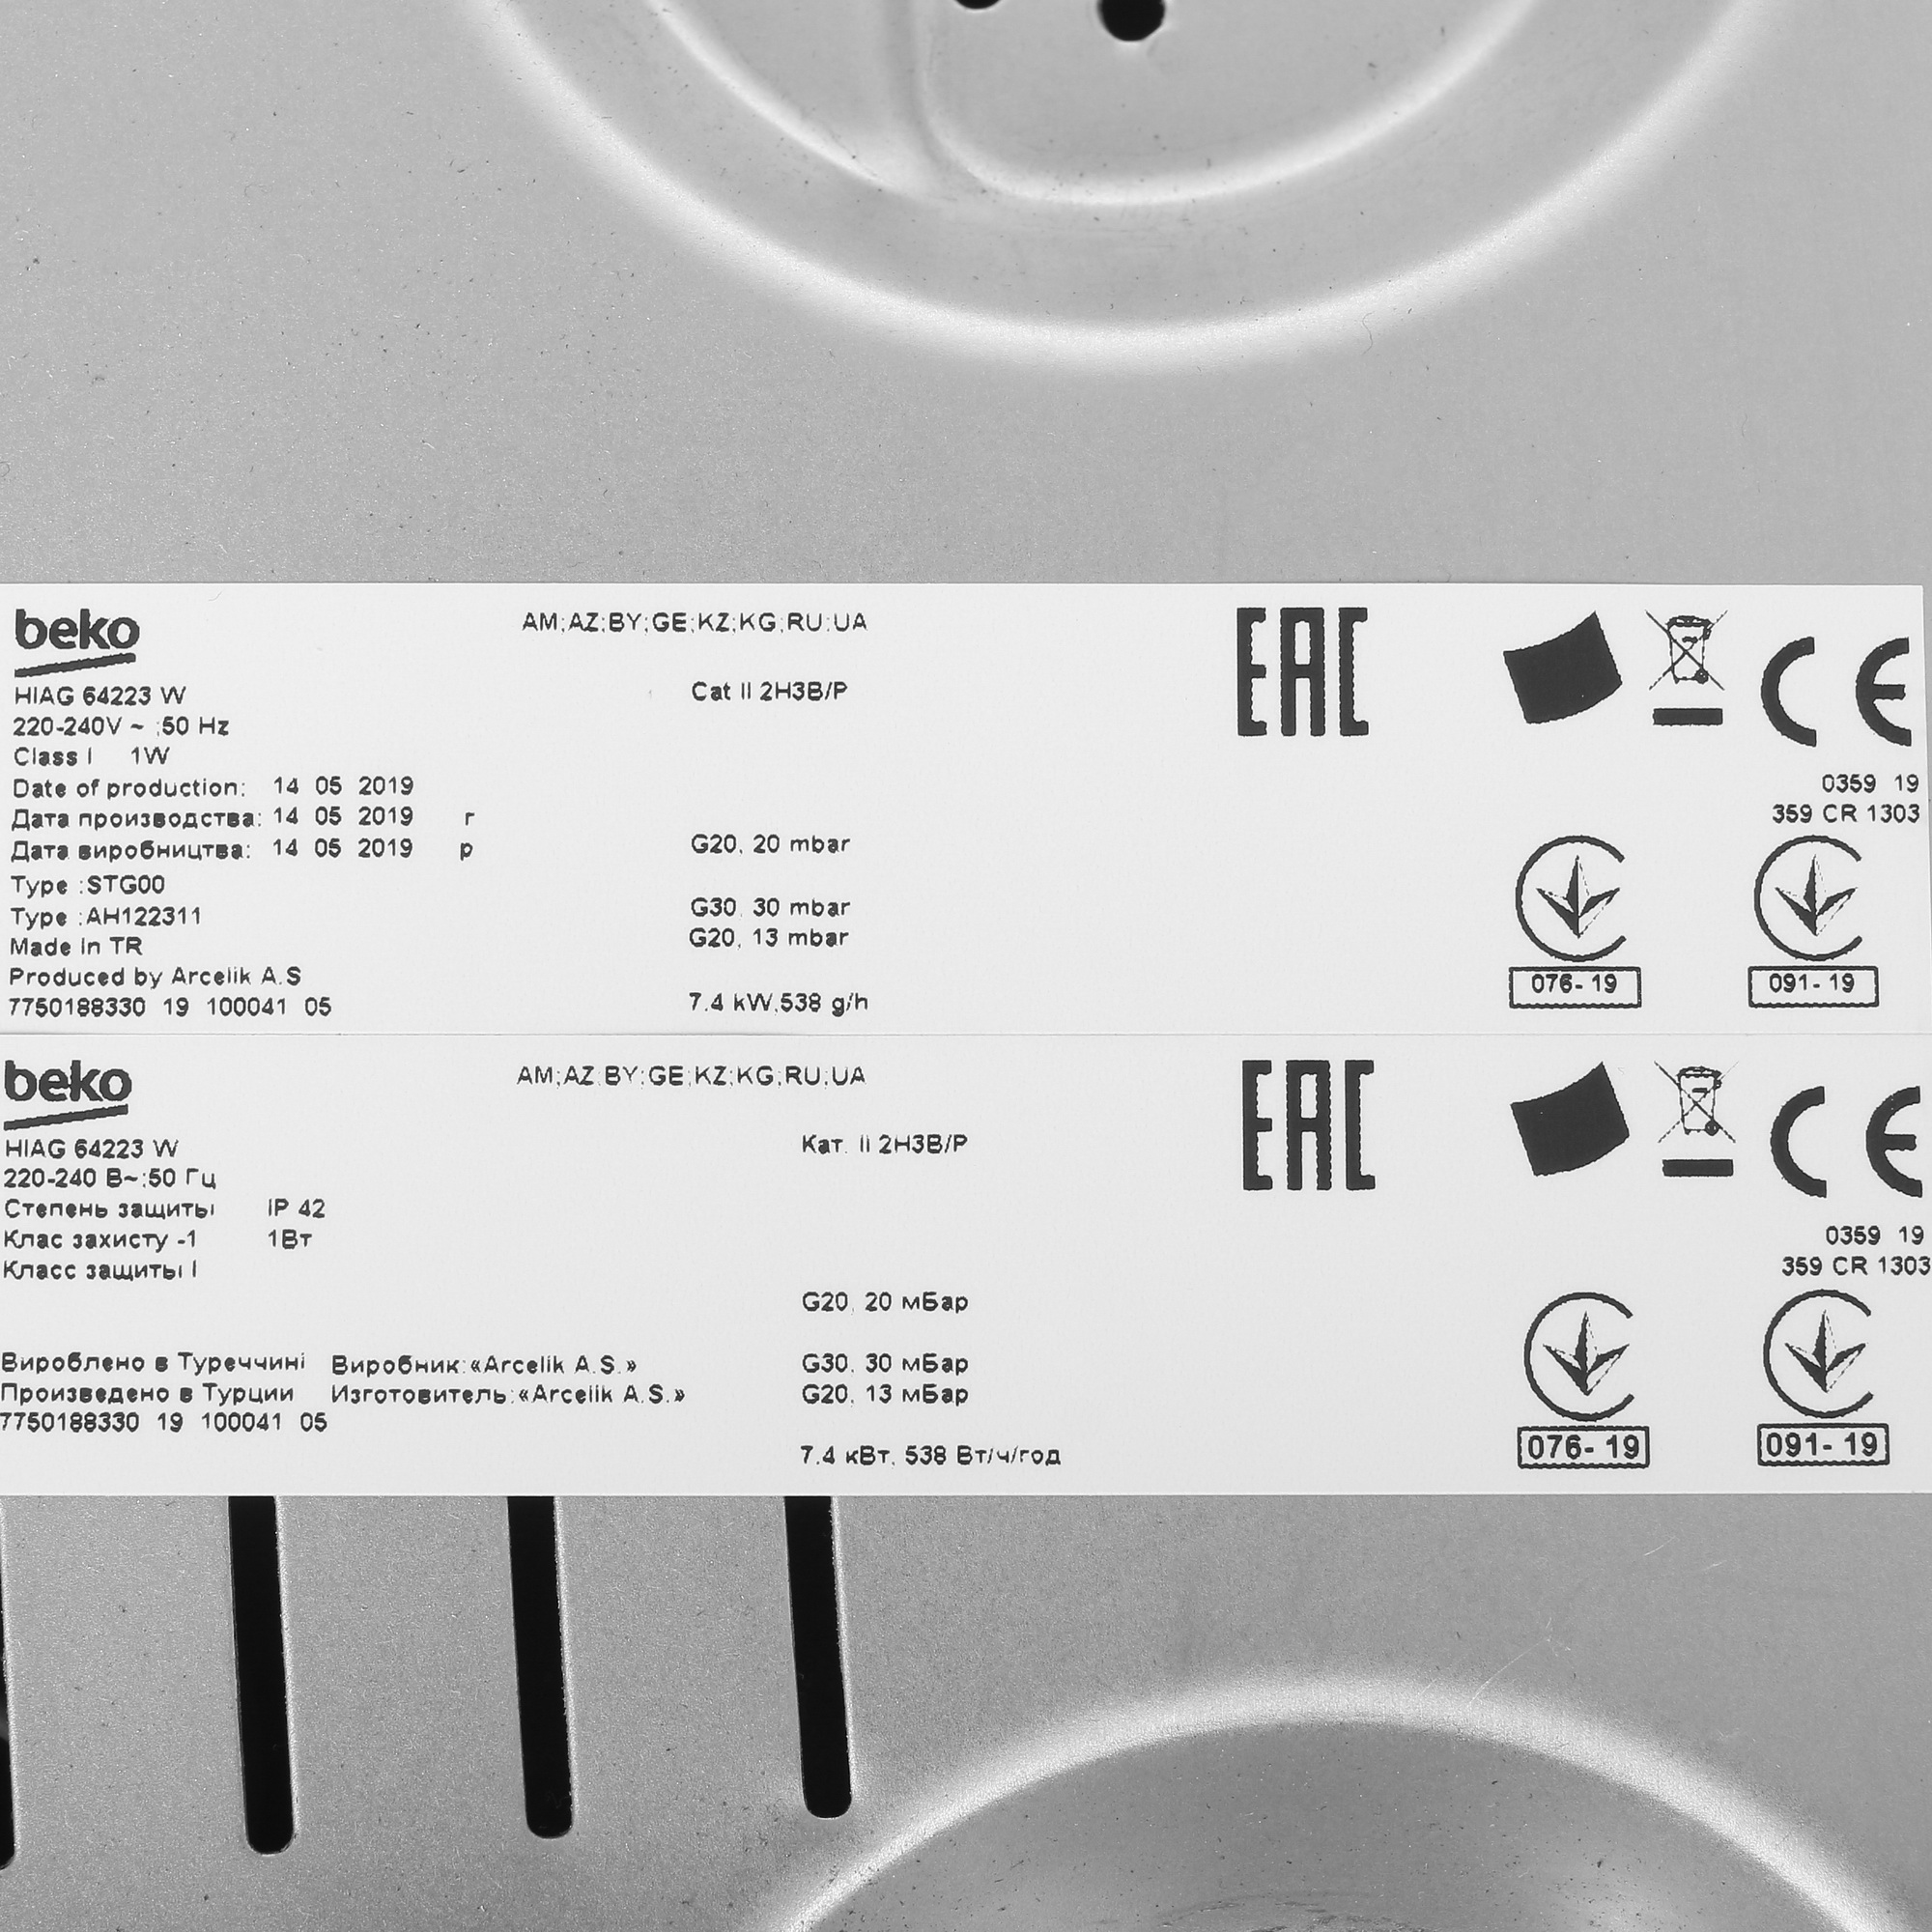 beko
AM;AZ;BY;GE;KZ;KG;RU;UA
EAC
CE
HIAG 64223 W
Cat II 2H3B/P
220-240V ~ ;50 Hz
Class I 1W
Date of production: 14 05 2019
0359 19
Дата производства: 14 05 2019 г
359 CR 1303
Дата виробництва: 14 05 2019 р
G20, 20 mbar
Type :STG00
Type :AH122311
G30, 30 mbar
Made in TR
G20, 13 mbar
Produced by Arcelik A.S
076-19
091-19
7750188330 19 100041 05
7.4 kW,538 g/h
beko
AM;AZ;BY;GE;KZ;KG;RU;UA
EAC
CE
HIAG 64223 W
Кат. II 2H3B/P
220-240 В~;50 Гц
Степень защиты IP 42
Клас захисту -1 1Вт
0359 19
Класс защиты I
359 CR 1303
G20, 20 мБар
Вироблено в Туреччині Виробник:«Arcelik A.S.»
G30, 30 мБар
Произведено в Турции Изготовитель:«Arcelik A.S.»
G20, 13 мБар
7750188330 19 100041 05
076-19
091-19
7.4 кВт, 538 Вт/ч/год